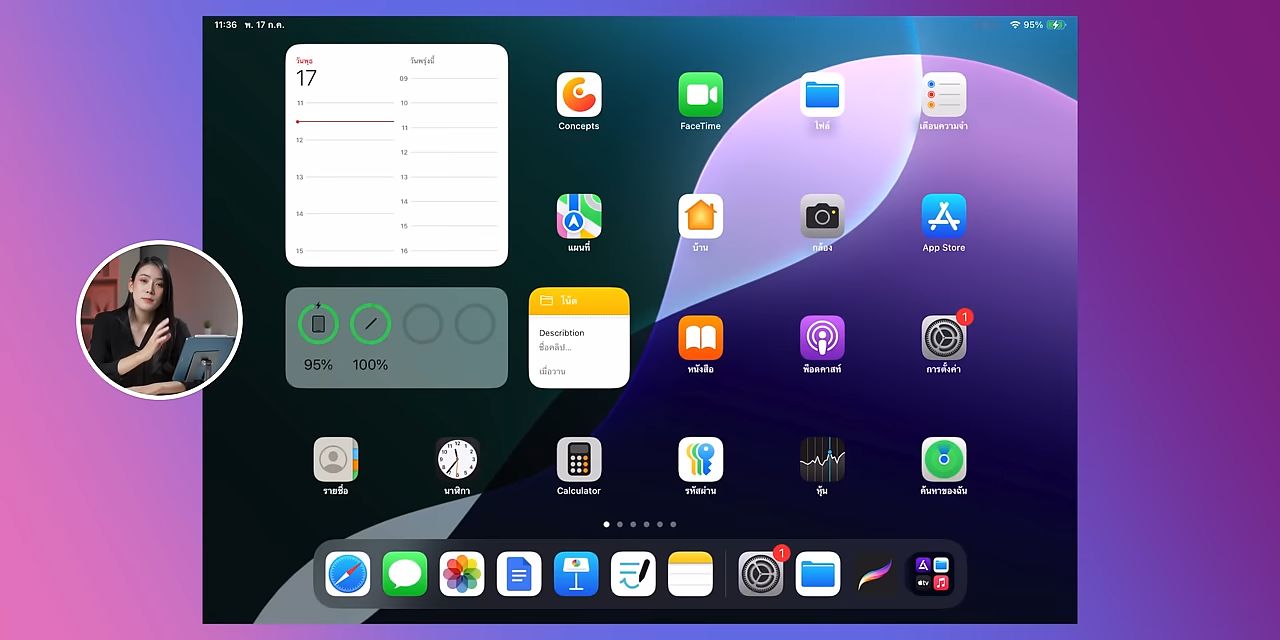 11:36 พ. 17 ก.ค.
95%
วันพุธ
17
วันพรุ่งนี้
11
12
13
14
15
09
10
11
12
13
14
15
16
Concepts
FaceTime
ไฟล์
เตือนความจำ
แผนที่
บ้าน
กล้อง
App Store
95%
100%
โน้ต
Describtion
ชื่อคลิป...
เมื่อวาน
หนังสือ
พ็อดคาสท์
การตั้งค่า
1
รายชื่อ
นาฬิกา
Calculator
รหัสผ่าน
หุ้น
ค้นหาของฉัน
1
tv